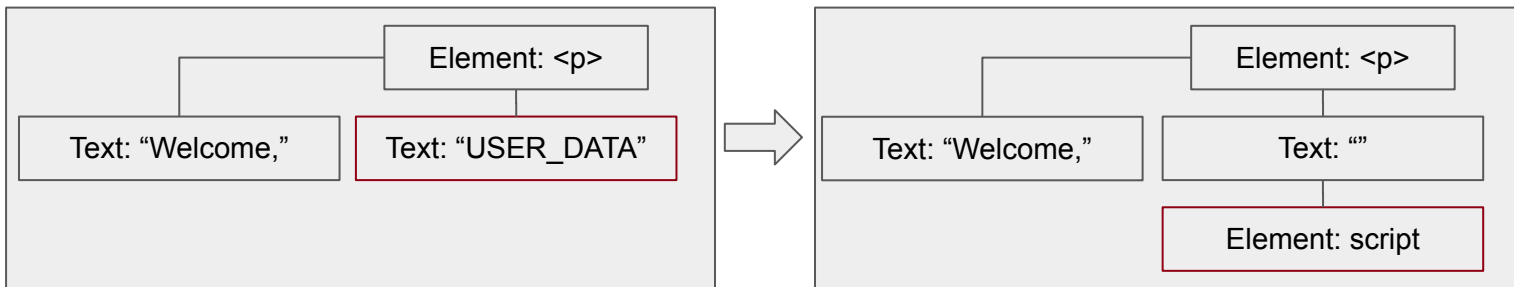 Element: <p>
Text: “Welcome,”
Text: “USER_DATA”
Element: <p>
Text: “Welcome,”
Text: “”
Element: script